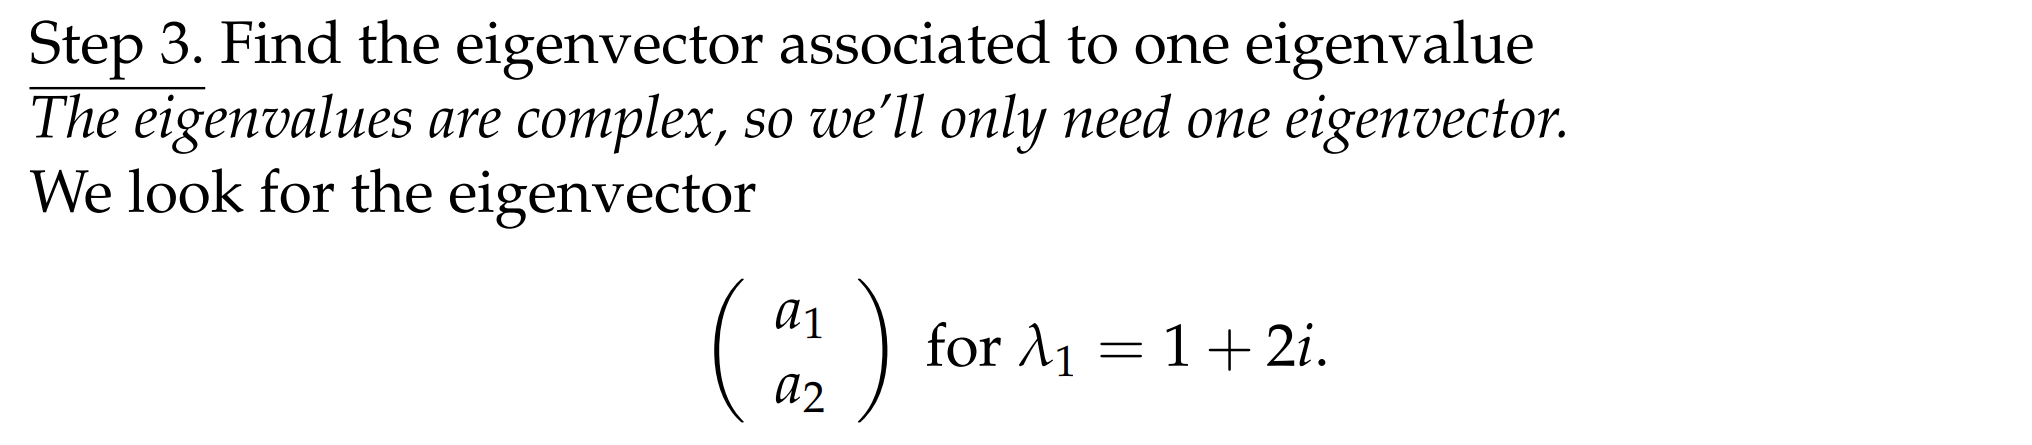 Step 3. Find the eigenvector associated to one eigenvalue
The eigenvalues are complex, so we'll only need one eigenvector.
We look for the eigenvector
( a₁ a₂ ) for λ₁ = 1 + 2i.